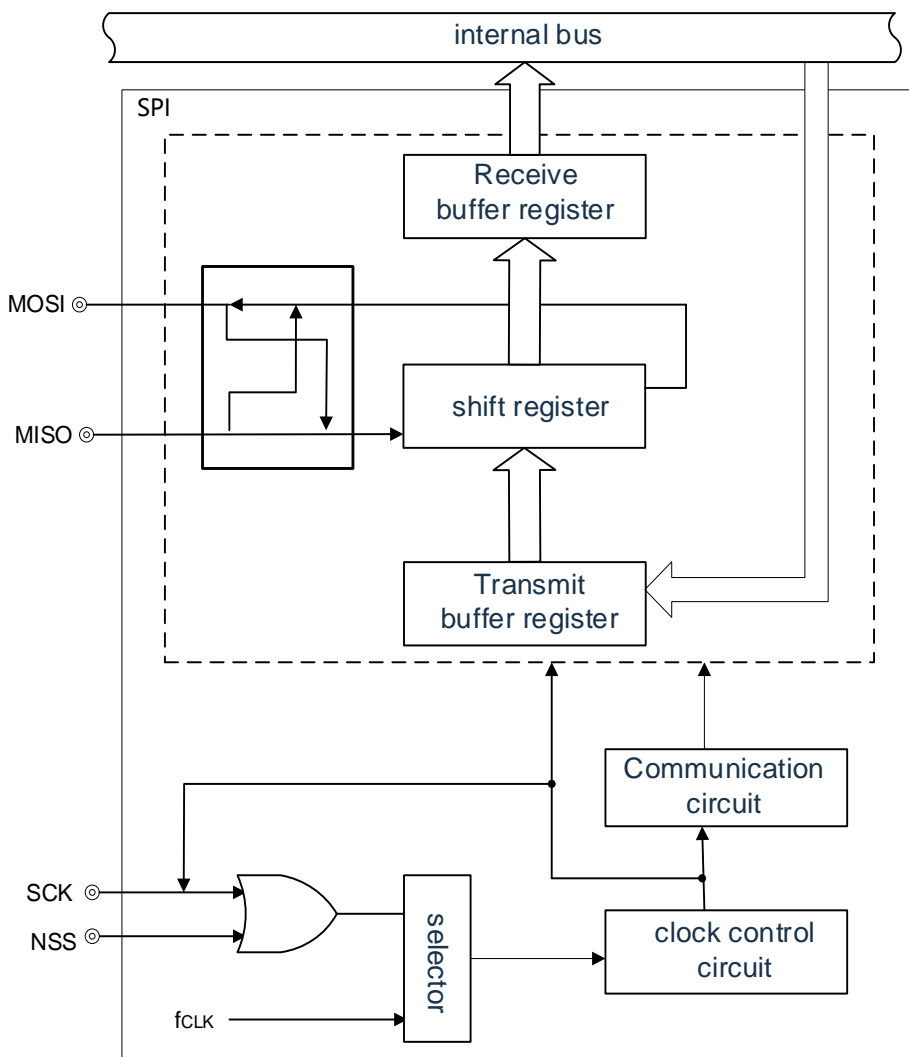 internal bus
SPI
Receive
buffer register
MOSI
shift register
MISO
Transmit
buffer register
Communication
circuit
SCK
NSS
selector
clock control
circuit
fCLK